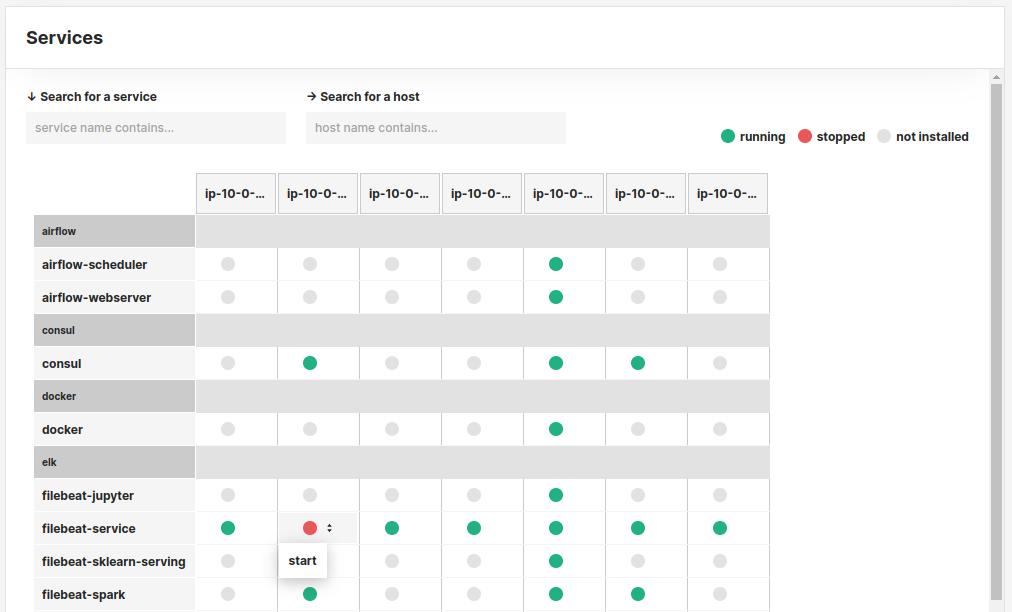 Services
↓ Search for a service → Search for a host
service name contains... host name contains...
running stopped not installed
ip-10-0-... ip-10-0-... ip-10-0-... ip-10-0-... ip-10-0-... ip-10-0-... ip-10-0-...
airflow
airflow-scheduler
airflow-webserver
consul
consul
docker
docker
elk
filebeat-jupyter
filebeat-service
filebeat-sklearn-serving start
filebeat-spark